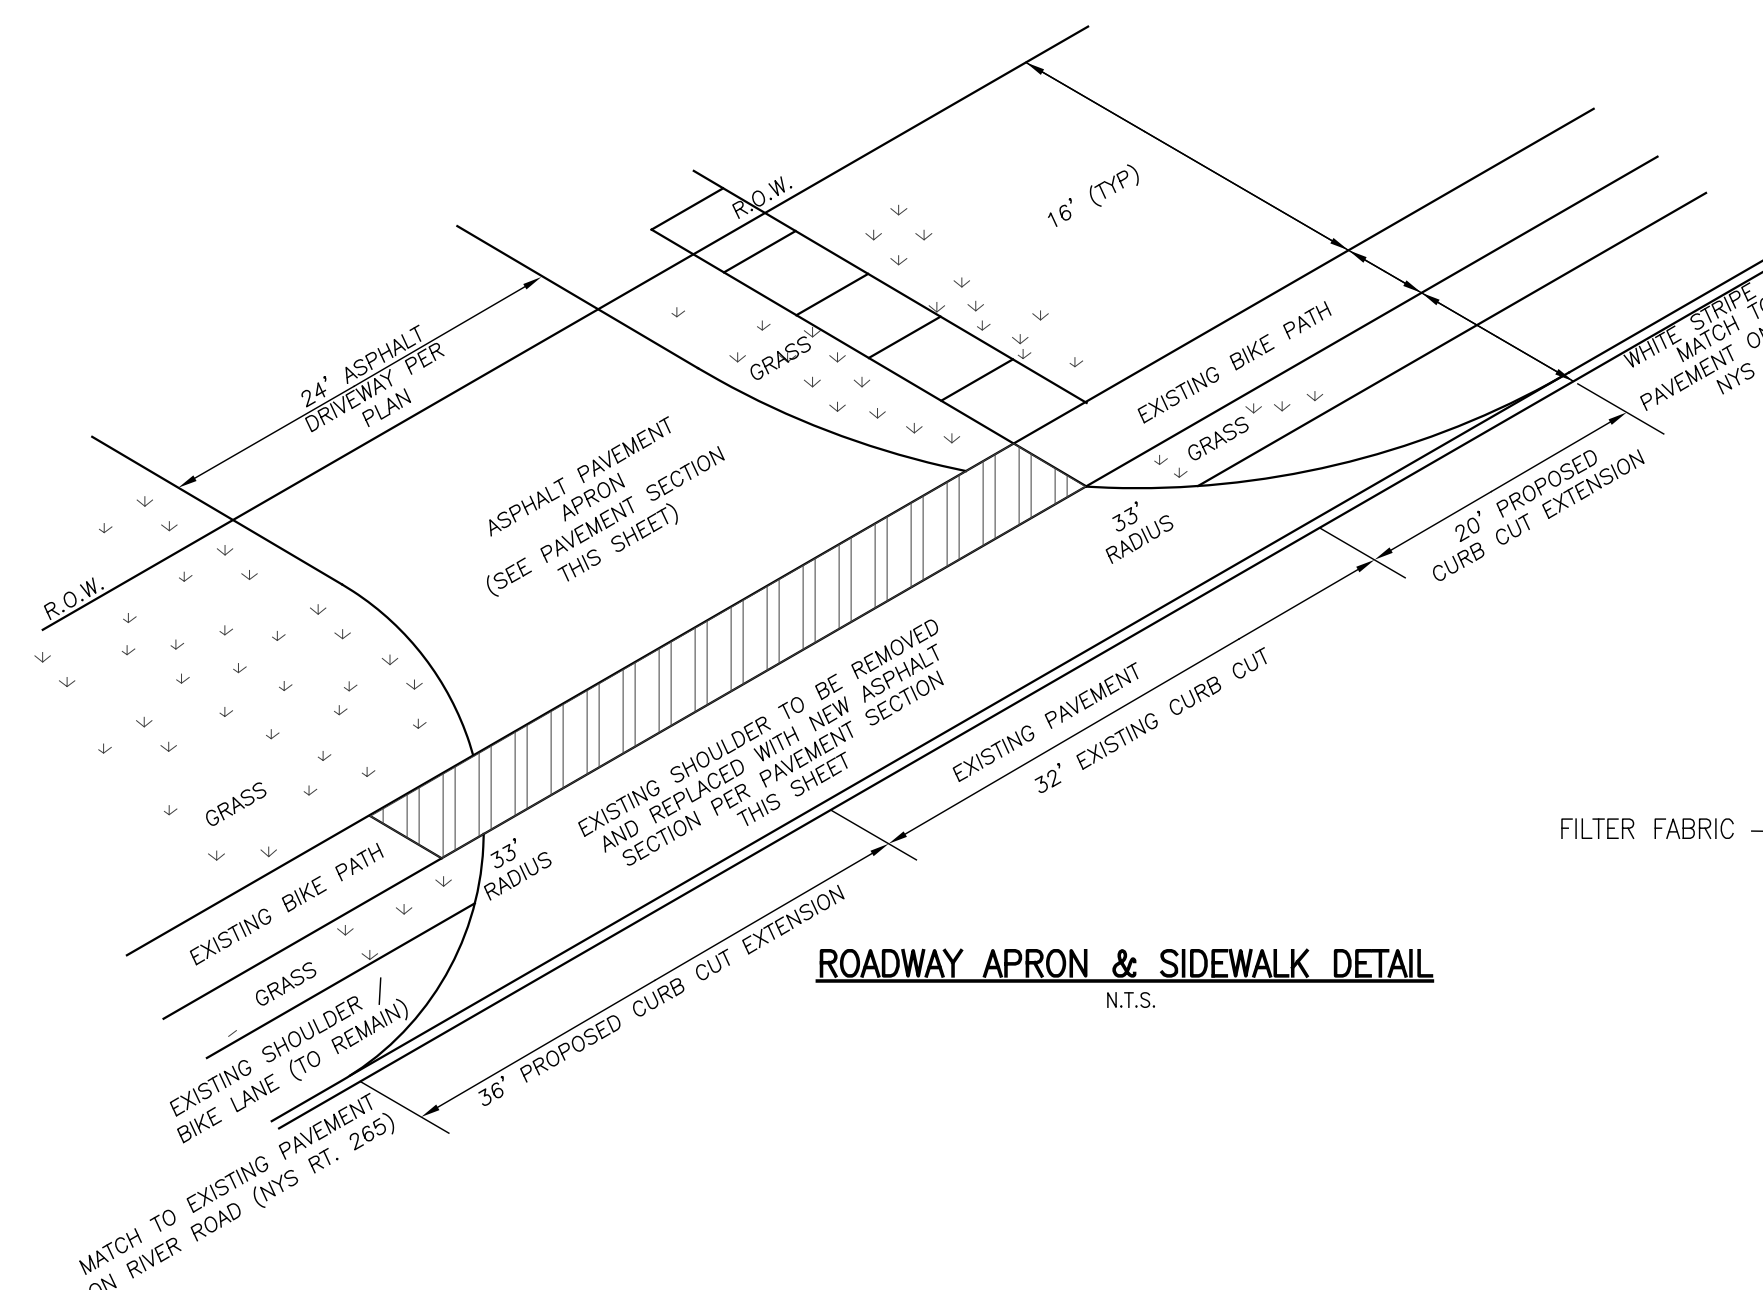 R.O.W.
16' (TYP)
24' ASPHALT
DRIVEWAY PER
PLAN
GRASS
EXISTING BIKE PATH
WHITE STRIPE
MATCH TO
PAVEMENT ON
NYS
GRASS
ASPHALT PAVEMENT
APRON
(SEE PAVEMENT SECTION
THIS SHEET)
33'
RADIUS
20' PROPOSED
CURB CUT EXTENSION
R.O.W.
EXISTING SHOULDER TO BE REMOVED
AND REPLACED WITH NEW ASPHALT
SECTION PER PAVEMENT SECTION
THIS SHEET
EXISTING PAVEMENT
32' EXISTING CURB CUT
GRASS
FILTER FABRIC
33'
RADIUS
EXISTING BIKE PATH
GRASS
EXISTING SHOULDER /
BIKE LANE (TO REMAIN)
36' PROPOSED CURB CUT EXTENSION
ROADWAY APRON & SIDEWALK DETAIL
N.T.S.
MATCH TO EXISTING PAVEMENT
ON RIVER ROAD (NYS RT. 265)